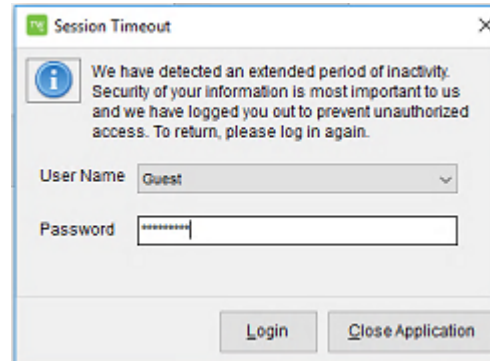 Session Timeout
We have detected an extended period of inactivity.
Security of your information is most important to us
and we have logged you out to prevent unauthorized
access. To return, please log in again.
User Name Guest
Password *********
Login Close Application